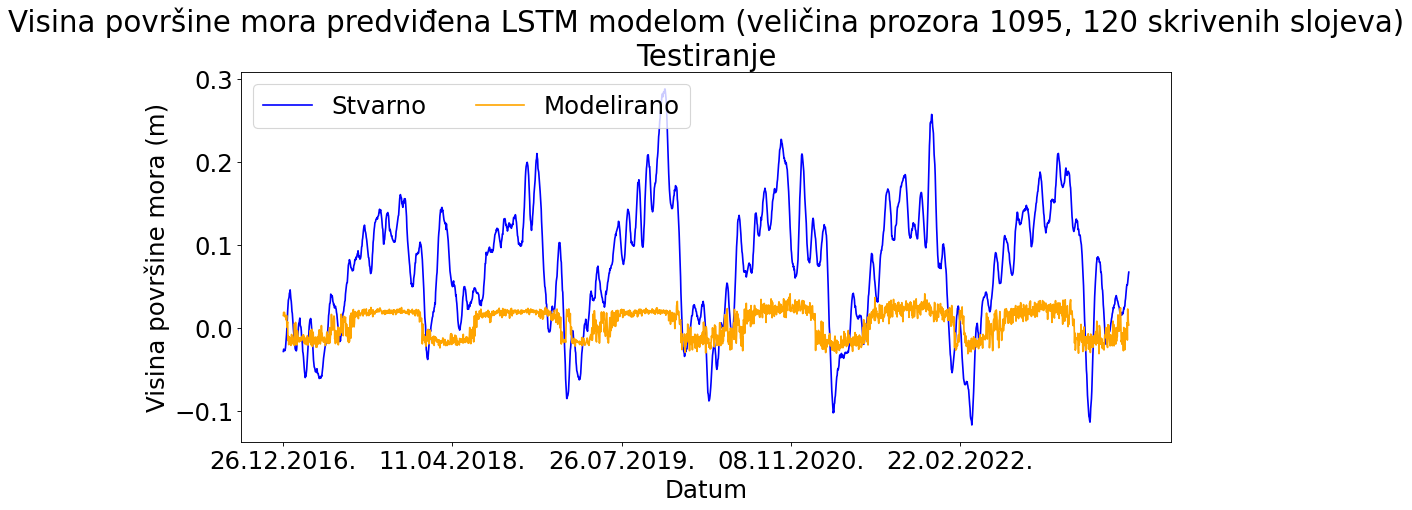 Visina površine mora predviđena LSTM modelom (veličina prozora 1095, 120 skrivenih slojeva)
Testiranje
Stvarno Modelirano
Visina površine mora (m)
0.3
0.2
0.1
0.0
−0.1
26.12.2016. 11.04.2018. 26.07.2019. 08.11.2020. 22.02.2022.
Datum